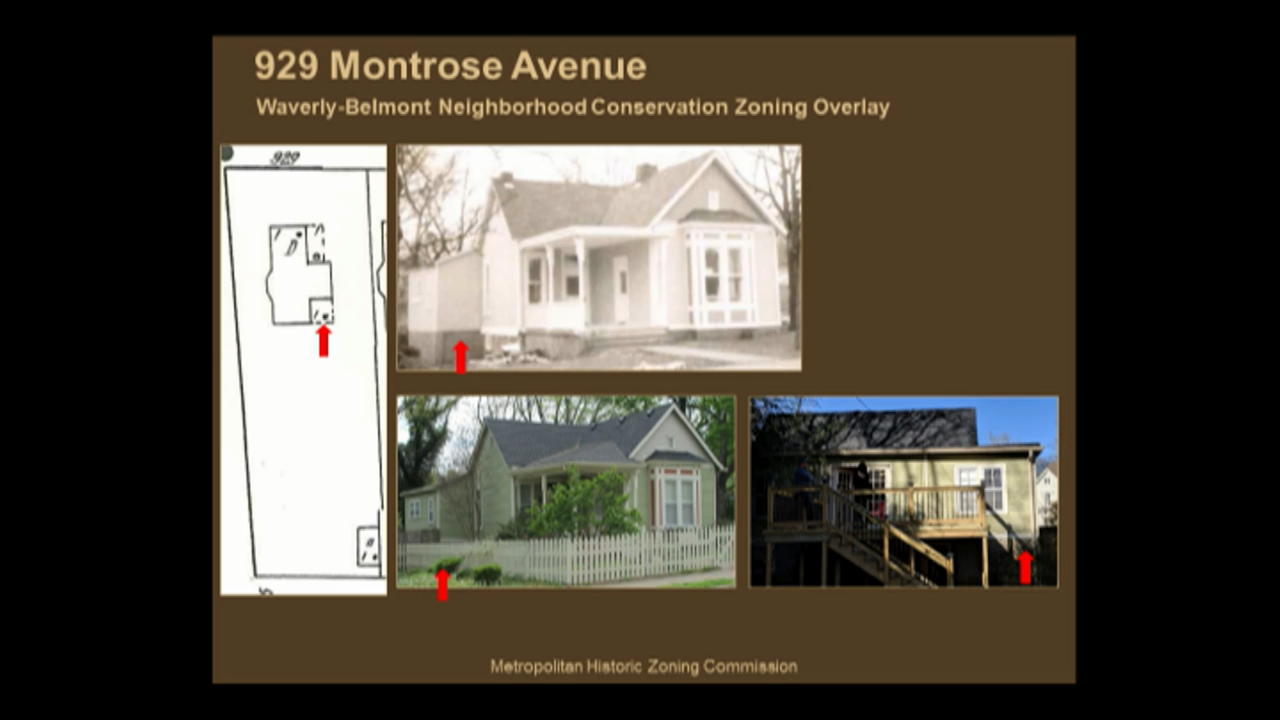 929 Montrose Avenue
Waverly-Belmont Neighborhood Conservation Zoning Overlay
929
D
Metropolitan Historic Zoning Commission